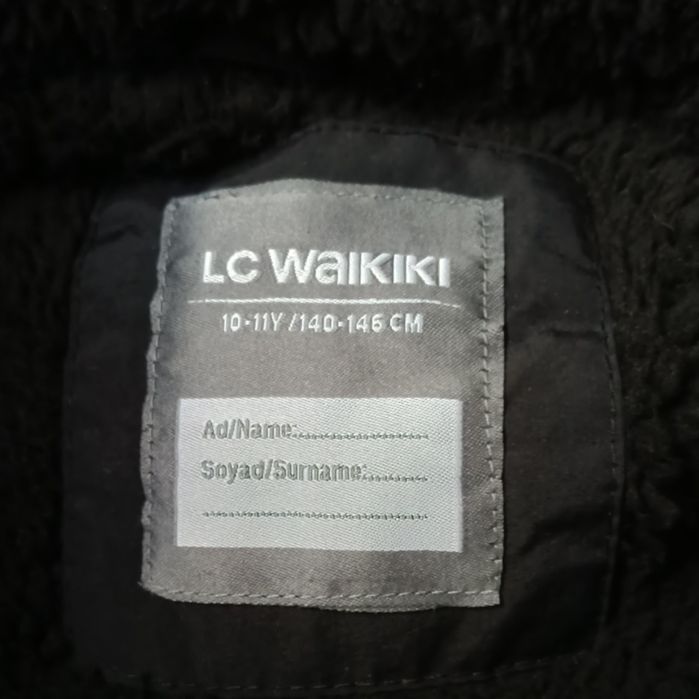 LC Waikiki
10-11Y/140-146 CM
Ad/Name:....................
Soyad/Surname:..........
....................................